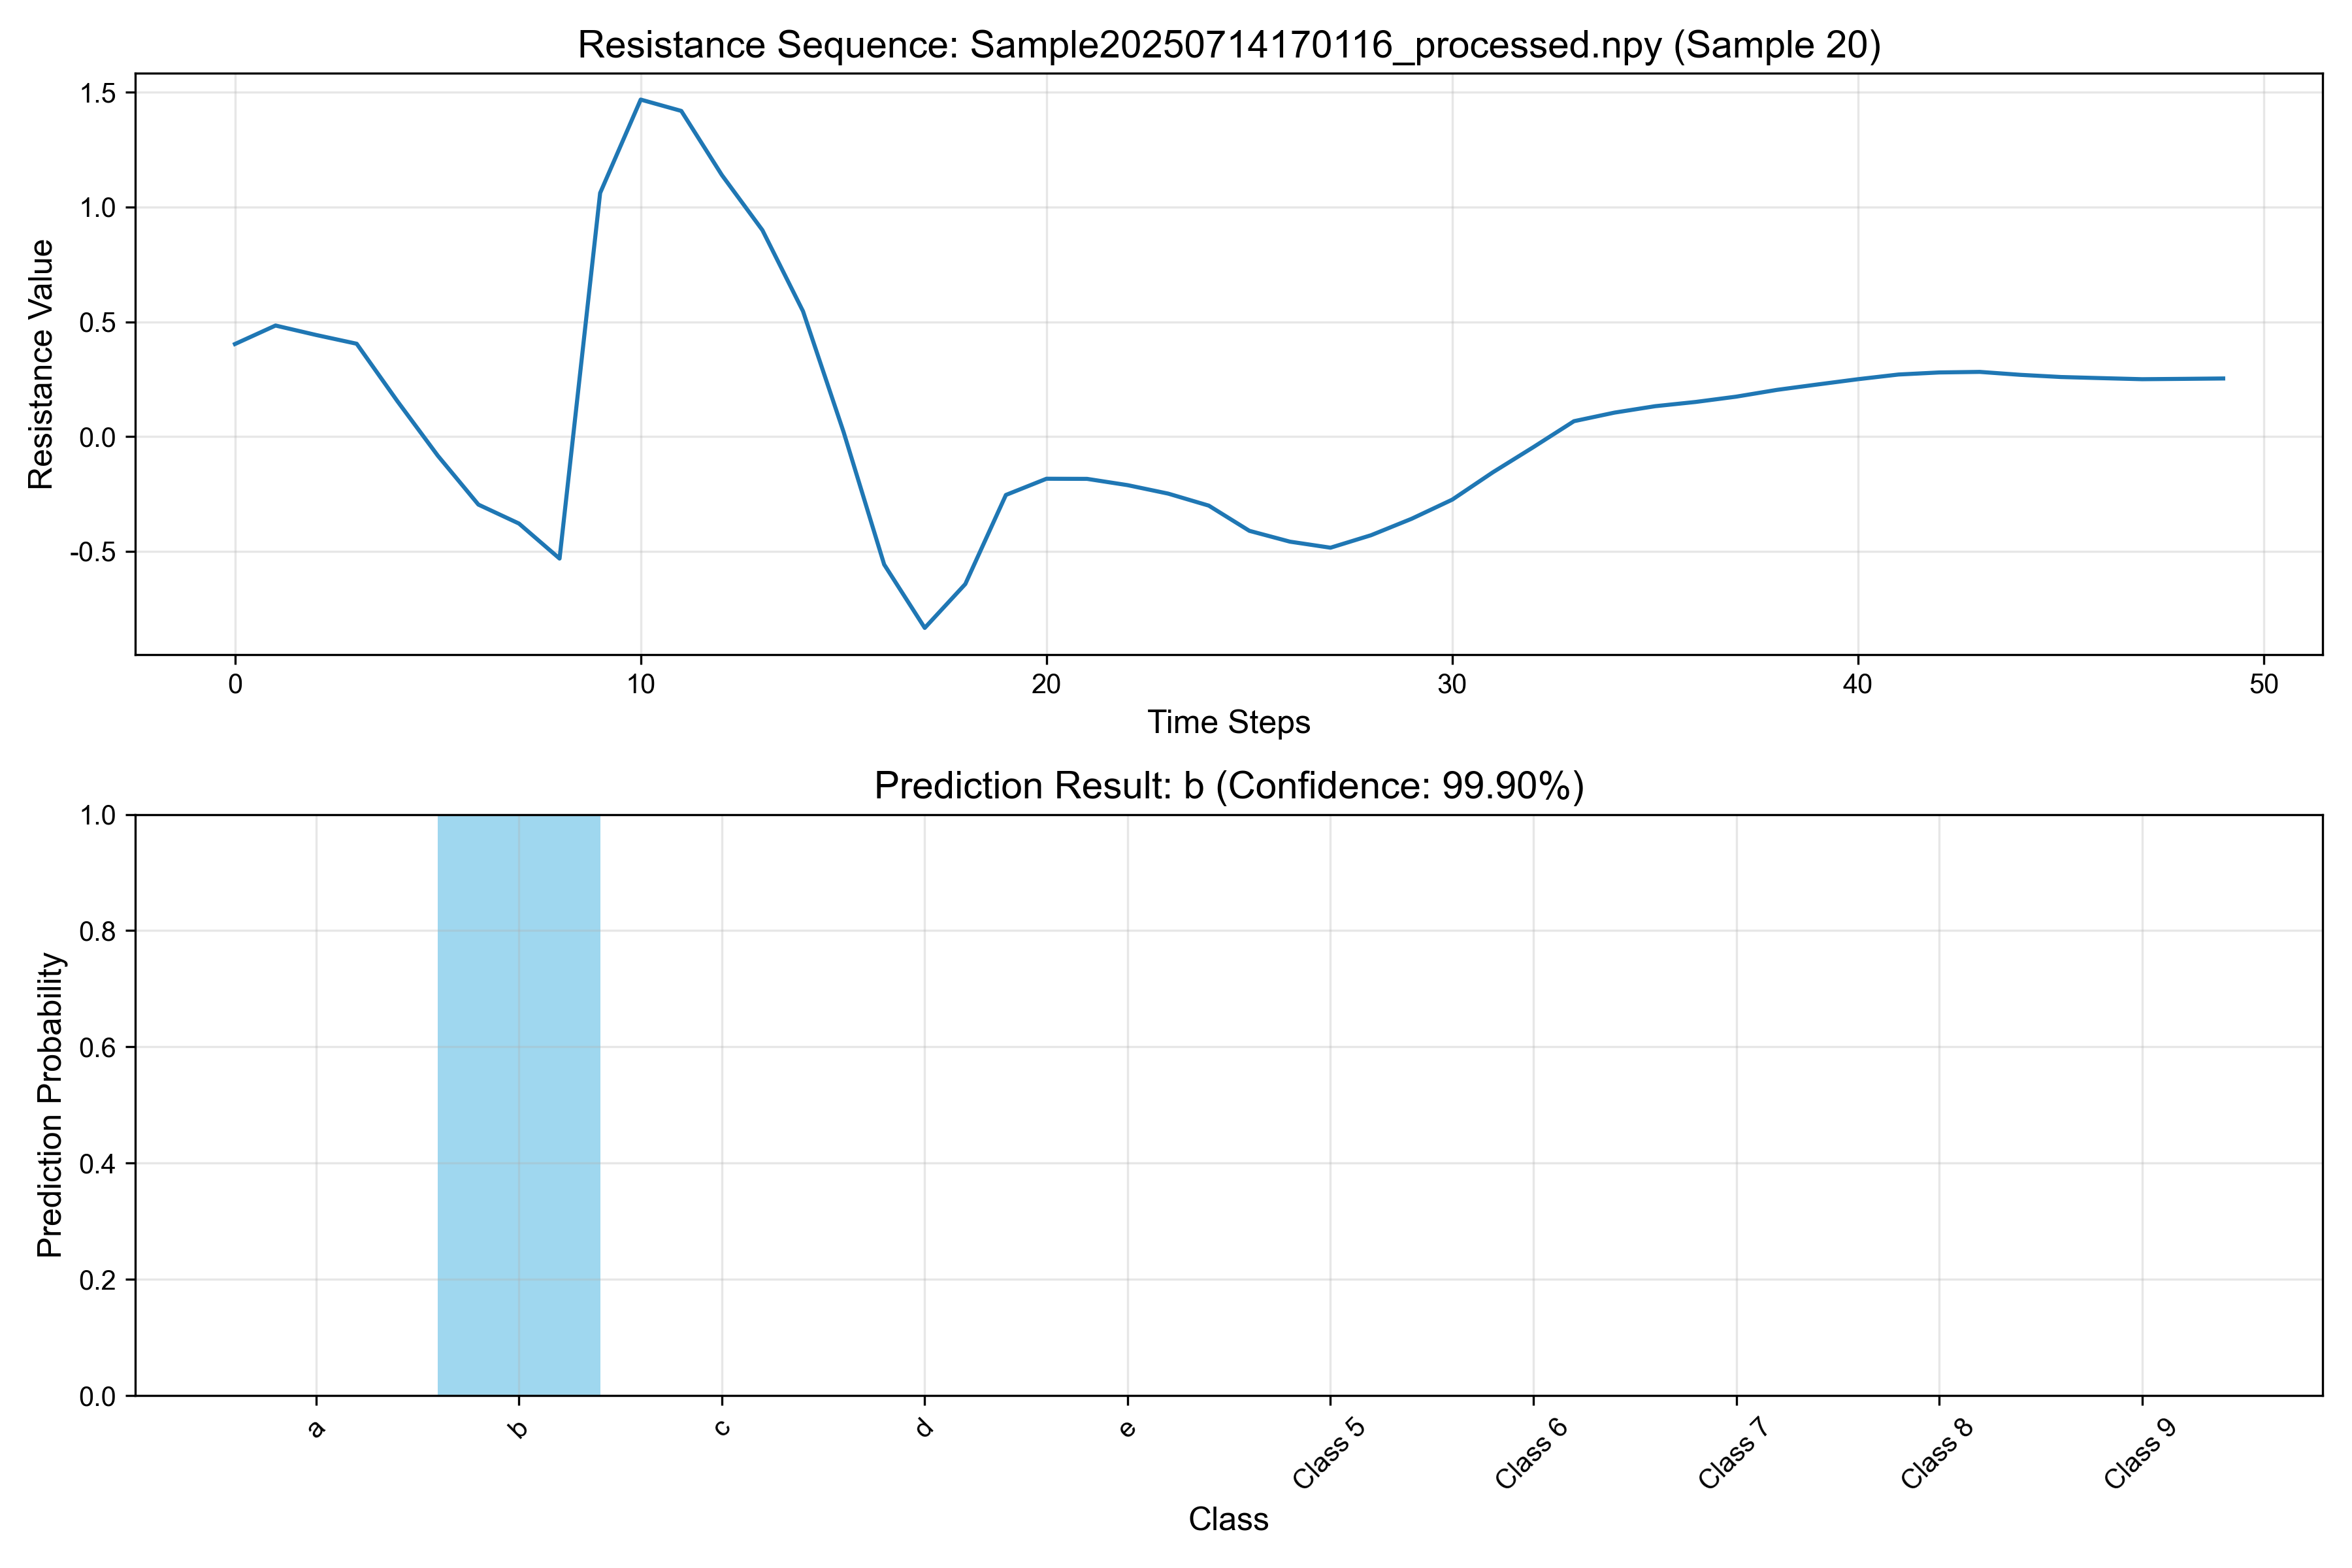 Resistance Sequence: Sample20250714170116_processed.npy (Sample 20)
Resistance Value
1.5
1.0
0.5
0.0
-0.5
0 10 20 30 40 50
Time Steps
Prediction Result: b (Confidence: 99.90%)
Prediction Probability
1.0
0.8
0.6
0.4
0.2
0.0
a b c d e Class 5 Class 6 Class 7 Class 8 Class 9
Class